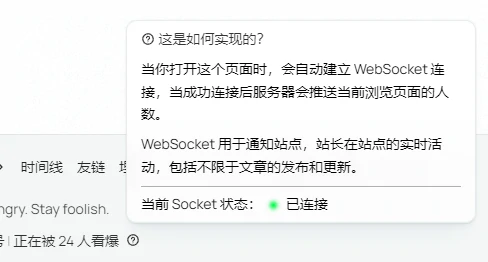 这是如何实现的？
当你打开这个页面时，会自动建立 WebSocket 连
接，当成功连接后服务器会推送当前浏览页面的人
数。
WebSocket 用于通知站点，站长在站点的实时活
动，包括不限于文章的发布和更新。
当前 Socket 状态： 已连接
时间线 友链
ngry. Stay foolish.
号 | 正在被 24 人看爆